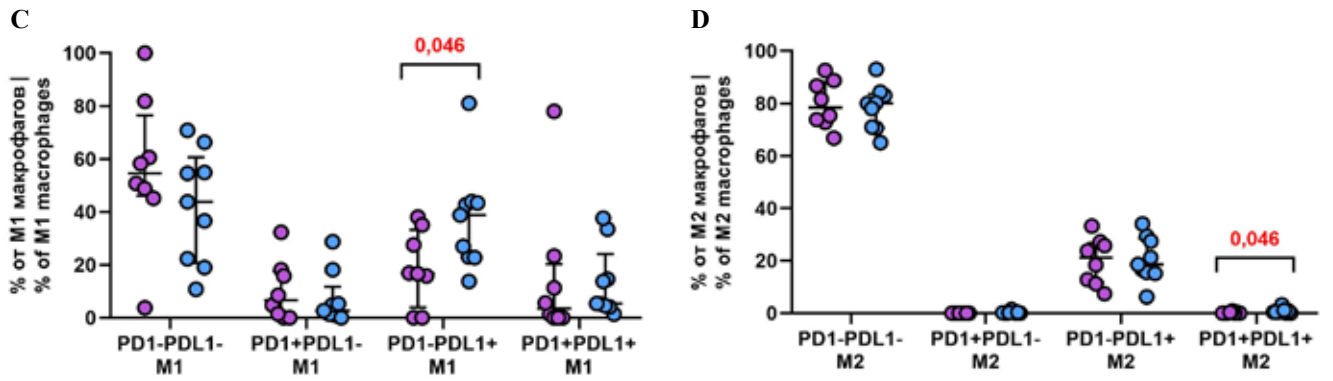 C
% от М1 макрофагов |
% of M1 macrophages
100
80
60
40
20
0
0,046
PD1-PDL1-
M1
PD1+PDL1-
M1
PD1-PDL1+
M1
PD1+PDL1+
M1
D
% от М2 макрофагов |
% of M2 macrophages
100
80
60
40
20
0
0,046
PD1-PDL1-
M2
PD1+PDL1-
M2
PD1-PDL1+
M2
PD1+PDL1+
M2